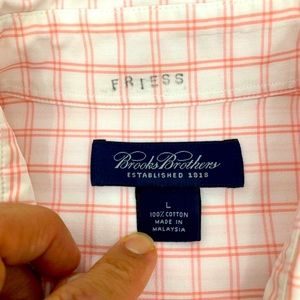 FRIESS
Brooks Brothers
ESTABLISHED 1818
L
100% COTTON
MADE IN
MALAYSIA